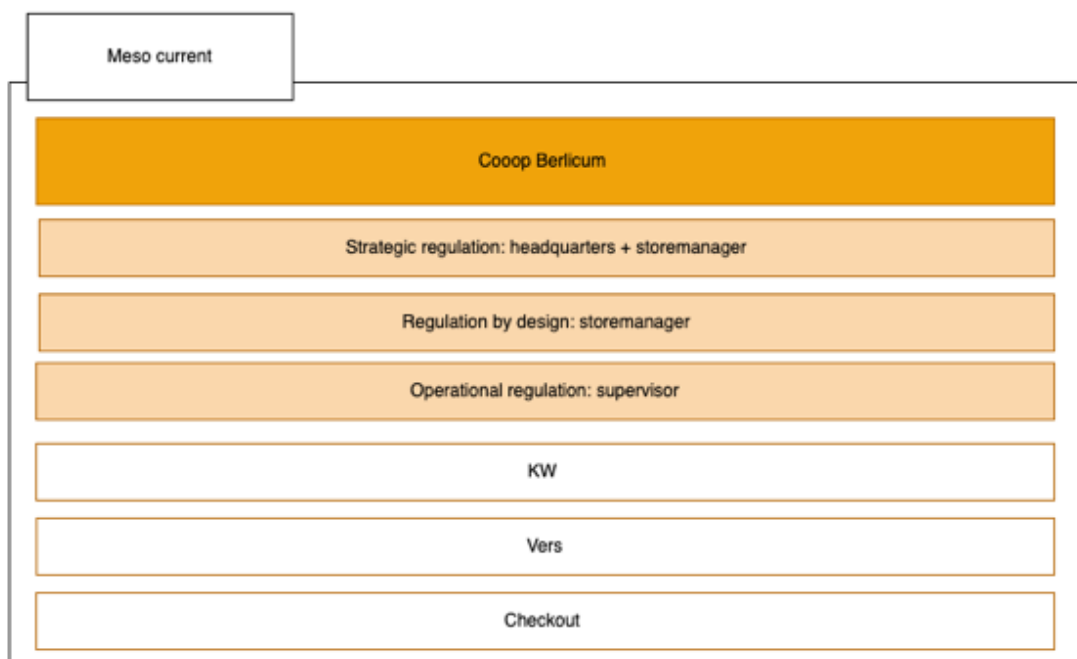 Meso current
Cooop Berlicum
Strategic regulation: headquarters + storemanager
Regulation by design: storemanager
Operational regulation: supervisor
KW
Vers
Checkout